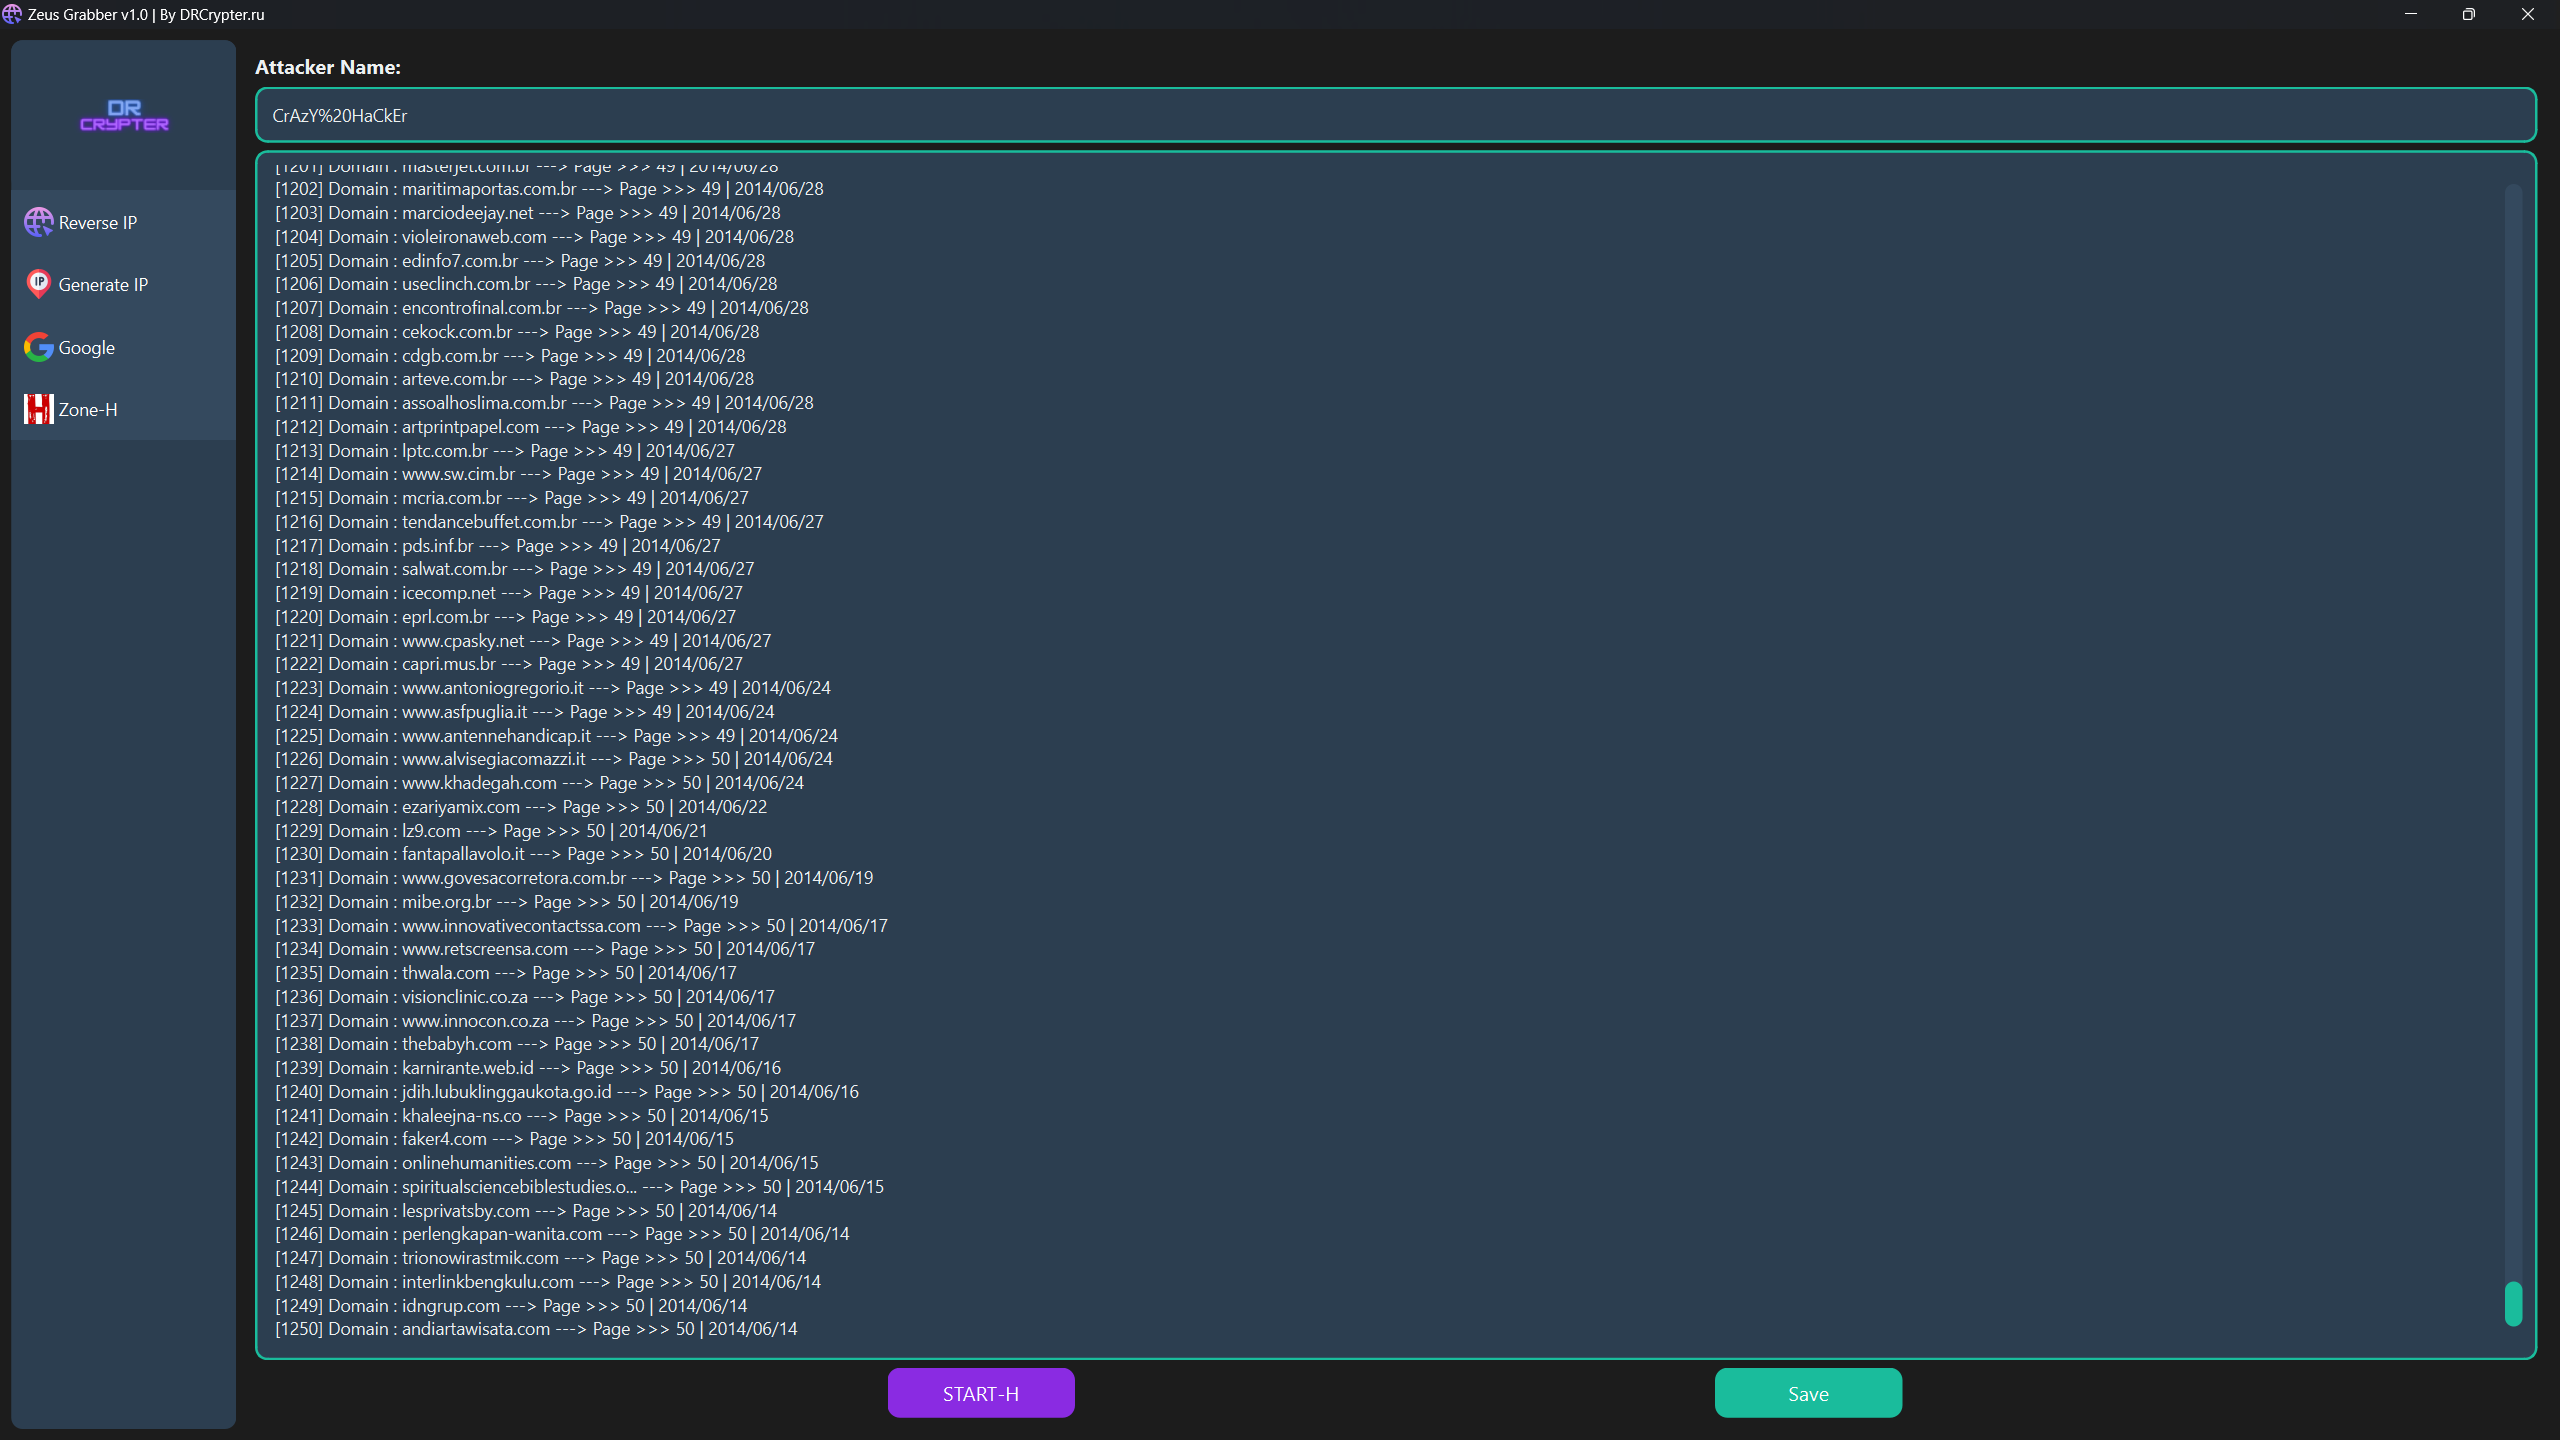 Zeus Grabber v1.0 | By DRCrypter.ru
DR
CRYPTER
Reverse IP
Generate IP
Google
Zone-H
Attacker Name:
CrAzY%20HaCkEr
[1201] Domain : masterjet.com.br ---> Page >>> 49 | 2014/06/28
[1202] Domain : maritimaportas.com.br ---> Page >>> 49 | 2014/06/28
[1203] Domain : marciodeejay.net ---> Page >>> 49 | 2014/06/28
[1204] Domain : violeironaweb.com ---> Page >>> 49 | 2014/06/28
[1205] Domain : edinfo7.com.br ---> Page >>> 49 | 2014/06/28
[1206] Domain : useclinch.com.br ---> Page >>> 49 | 2014/06/28
[1207] Domain : encontrofinal.com.br ---> Page >>> 49 | 2014/06/28
[1208] Domain : cekock.com.br ---> Page >>> 49 | 2014/06/28
[1209] Domain : cdgb.com.br ---> Page >>> 49 | 2014/06/28
[1210] Domain : arteve.com.br ---> Page >>> 49 | 2014/06/28
[1211] Domain : assoalhoslima.com.br ---> Page >>> 49 | 2014/06/28
[1212] Domain : artprintpapel.com ---> Page >>> 49 | 2014/06/28
[1213] Domain : lptc.com.br ---> Page >>> 49 | 2014/06/27
[1214] Domain : www.sw.cim.br ---> Page >>> 49 | 2014/06/27
[1215] Domain : mcria.com.br ---> Page >>> 49 | 2014/06/27
[1216] Domain : tendancebuffet.com.br ---> Page >>> 49 | 2014/06/27
[1217] Domain : pds.inf.br ---> Page >>> 49 | 2014/06/27
[1218] Domain : salwat.com.br ---> Page >>> 49 | 2014/06/27
[1219] Domain : icecomp.net ---> Page >>> 49 | 2014/06/27
[1220] Domain : eprl.com.br ---> Page >>> 49 | 2014/06/27
[1221] Domain : www.cpasky.net ---> Page >>> 49 | 2014/06/27
[1222] Domain : capri.mus.br ---> Page >>> 49 | 2014/06/27
[1223] Domain : www.antoniogregorio.it ---> Page >>> 49 | 2014/06/24
[1224] Domain : www.asfpuglia.it ---> Page >>> 49 | 2014/06/24
[1225] Domain : www.antennehandicap.it ---> Page >>> 49 | 2014/06/24
[1226] Domain : www.alvisegiacomazzi.it ---> Page >>> 50 | 2014/06/24
[1227] Domain : www.khadegah.com ---> Page >>> 50 | 2014/06/24
[1228] Domain : ezariyamix.com ---> Page >>> 50 | 2014/06/22
[1229] Domain : lz9.com ---> Page >>> 50 | 2014/06/21
[1230] Domain : fantapallavolo.it ---> Page >>> 50 | 2014/06/20
[1231] Domain : www.govesacorretora.com.br ---> Page >>> 50 | 2014/06/19
[1232] Domain : mibe.org.br ---> Page >>> 50 | 2014/06/19
[1233] Domain : www.innovativecontactssa.com ---> Page >>> 50 | 2014/06/17
[1234] Domain : www.retscreensa.com ---> Page >>> 50 | 2014/06/17
[1235] Domain : thwala.com ---> Page >>> 50 | 2014/06/17
[1236] Domain : visionclinic.co.za ---> Page >>> 50 | 2014/06/17
[1237] Domain : www.innocon.co.za ---> Page >>> 50 | 2014/06/17
[1238] Domain : thebabyh.com ---> Page >>> 50 | 2014/06/17
[1239] Domain : karnirante.web.id ---> Page >>> 50 | 2014/06/16
[1240] Domain : jdih.lubuklinggaukota.go.id ---> Page >>> 50 | 2014/06/16
[1241] Domain : khaleejna-ns.co ---> Page >>> 50 | 2014/06/15
[1242] Domain : faker4.com ---> Page >>> 50 | 2014/06/15
[1243] Domain : onlinehumanities.com ---> Page >>> 50 | 2014/06/15
[1244] Domain : spiritualsciencebiblestudies.o... ---> Page >>> 50 | 2014/06/15
[1245] Domain : lesprivatsby.com ---> Page >>> 50 | 2014/06/14
[1246] Domain : perlengkapan-wanita.com ---> Page >>> 50 | 2014/06/14
[1247] Domain : trionowirastmik.com ---> Page >>> 50 | 2014/06/14
[1248] Domain : interlinkbengkulu.com ---> Page >>> 50 | 2014/06/14
[1249] Domain : idngrup.com ---> Page >>> 50 | 2014/06/14
[1250] Domain : andiartawisata.com ---> Page >>> 50 | 2014/06/14
START-H
Save